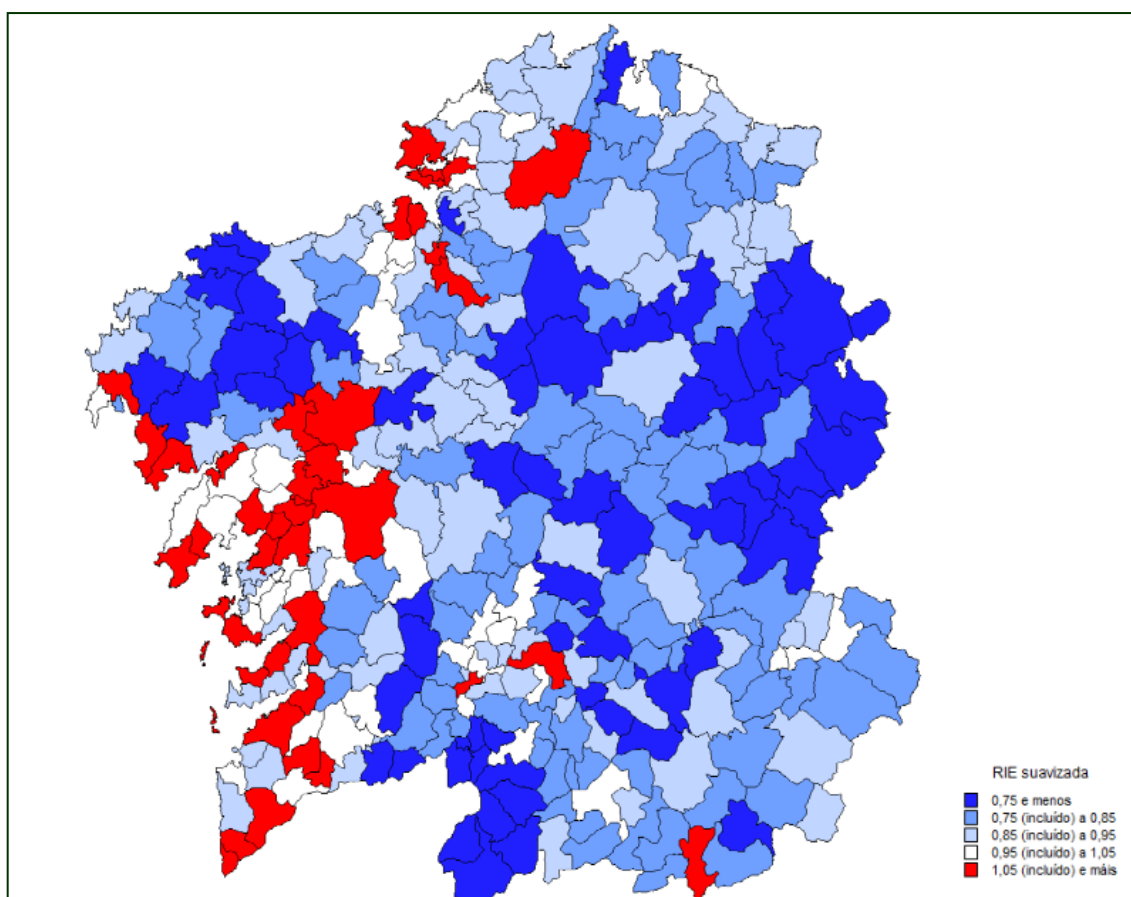 RIE suavizada
0,75 e menos
0,75 (incluído) a 0,85
0,85 (incluído) a 0,95
0,95 (incluído) a 1,05
1,05 (incluído) e máis